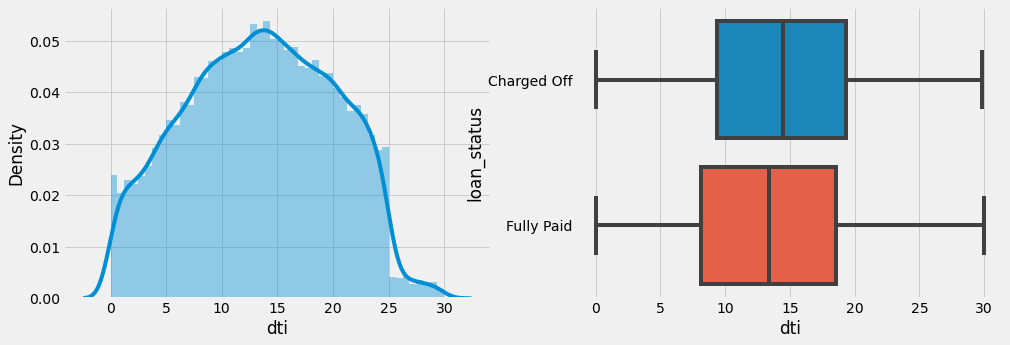 Density
0.05
0.04
0.03
0.02
0.01
0.00
0 5 10 15 20 25 30
dti
loan_status
Charged Off
Fully Paid
0 5 10 15 20 25 30
dti